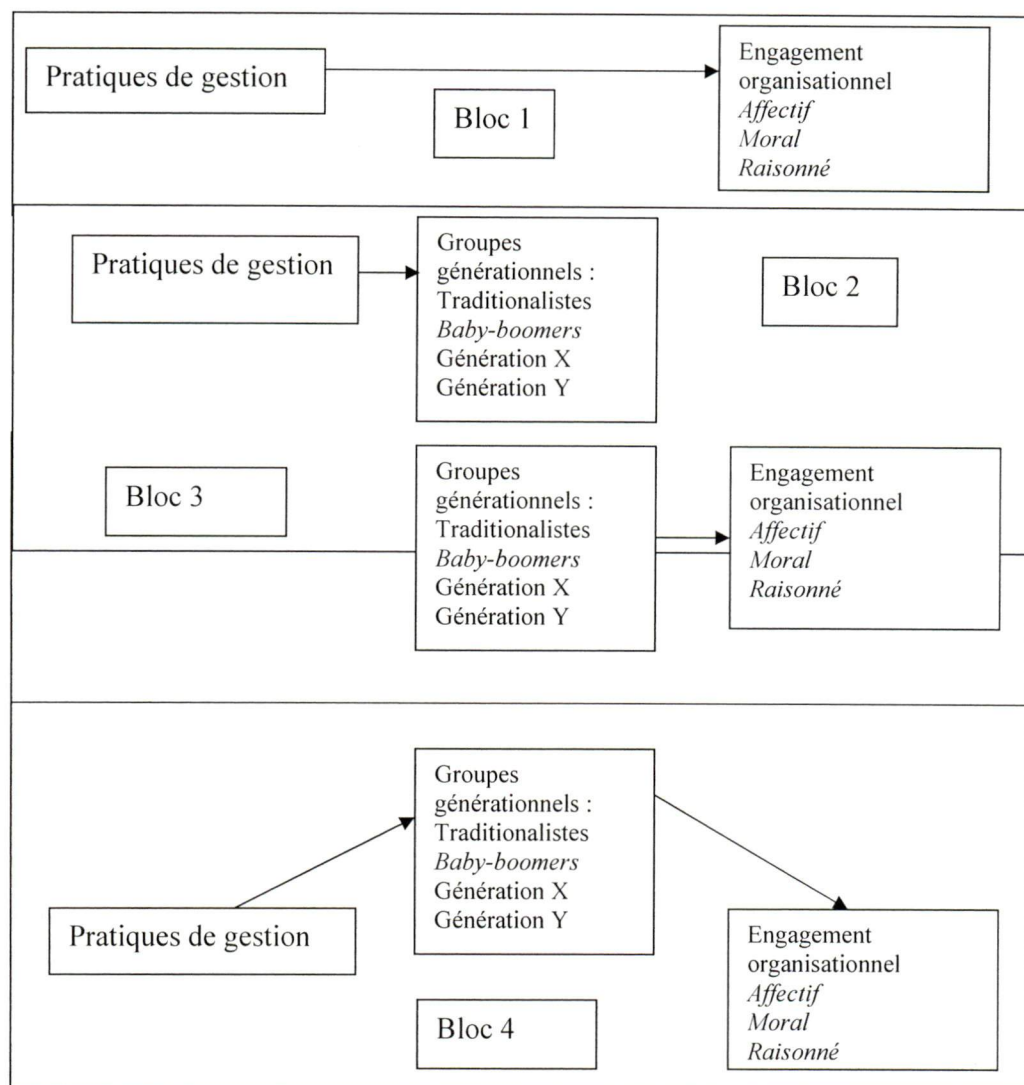 Pratiques de gestion
Bloc 1
Engagement
organisationnel
Affectif
Moral
Raisonné
Pratiques de gestion
Groupes
générationnels :
Traditionalistes
Baby-boomers
Génération X
Génération Y
Bloc 2
Bloc 3
Groupes
générationnels :
Traditionalistes
Baby-boomers
Génération X
Génération Y
Engagement
organisationnel
Affectif
Moral
Raisonné
Groupes
générationnels :
Traditionalistes
Baby-boomers
Génération X
Génération Y
Pratiques de gestion
Engagement
organisationnel
Affectif
Moral
Raisonné
Bloc 4